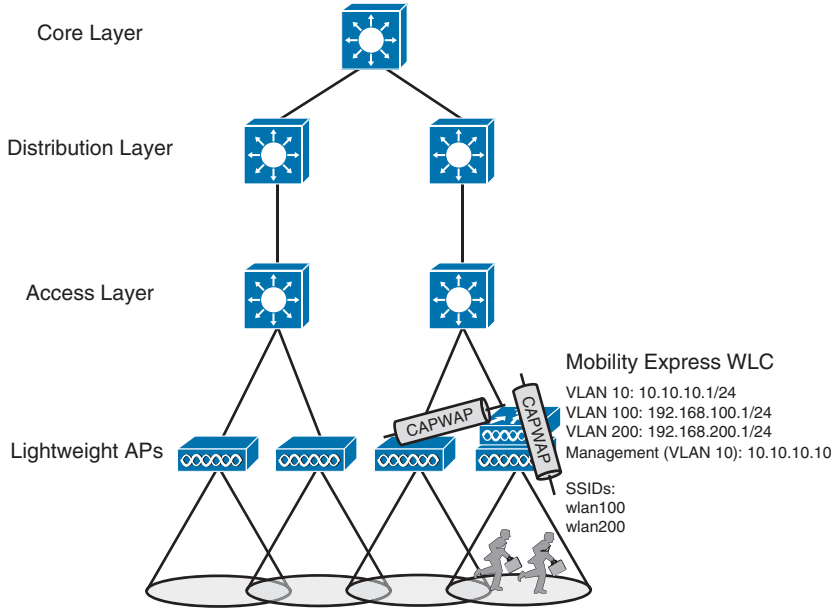 Core Layer
Distribution Layer
Access Layer
Mobility Express WLC
VLAN 10: 10.10.10.1/24
VLAN 100: 192.168.100.1/24
VLAN 200: 192.168.200.1/24
Management (VLAN 10): 10.10.10.10
CAPWAP
CAPWAP
Lightweight APs
SSIDs:
wlan100
wlan200